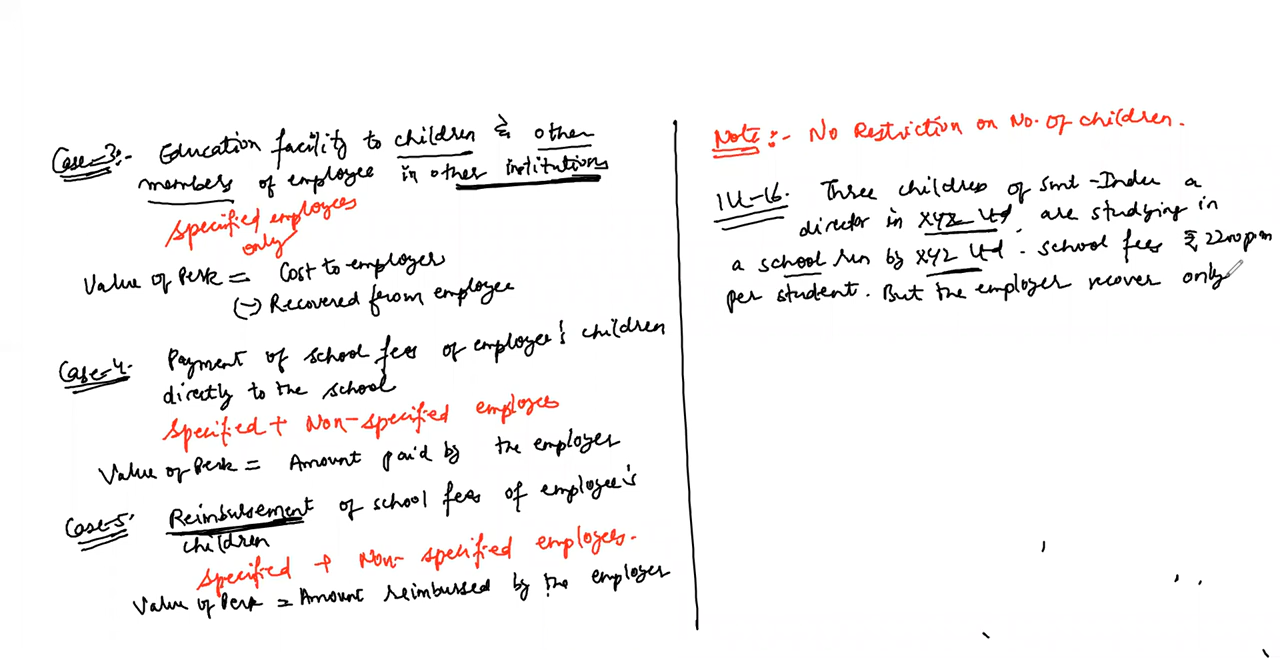 Case-3:- Education facility to children & other
members of employee in other institutions
Specified employees
only
Value of Perk = Cost to employer
(-) Recovered from employee
Case-4. Payment of school fees of employee's children
directly to the school
Specified + Non-specified employees
Value of Perk = Amount paid by the employer
Case-5. Reimbursement of school fees of employee's
children
Specified + Non-specified employees.
Value of Perk = Amount reimbursed by the employer
Note:- No Restriction on No. of children.
Ill-16. Three children of Smt-Indu a
director in XYZ Ltd. are studying in
a school run by XYZ Ltd. School fees ₹2200 pm
per student. But the employer recover only